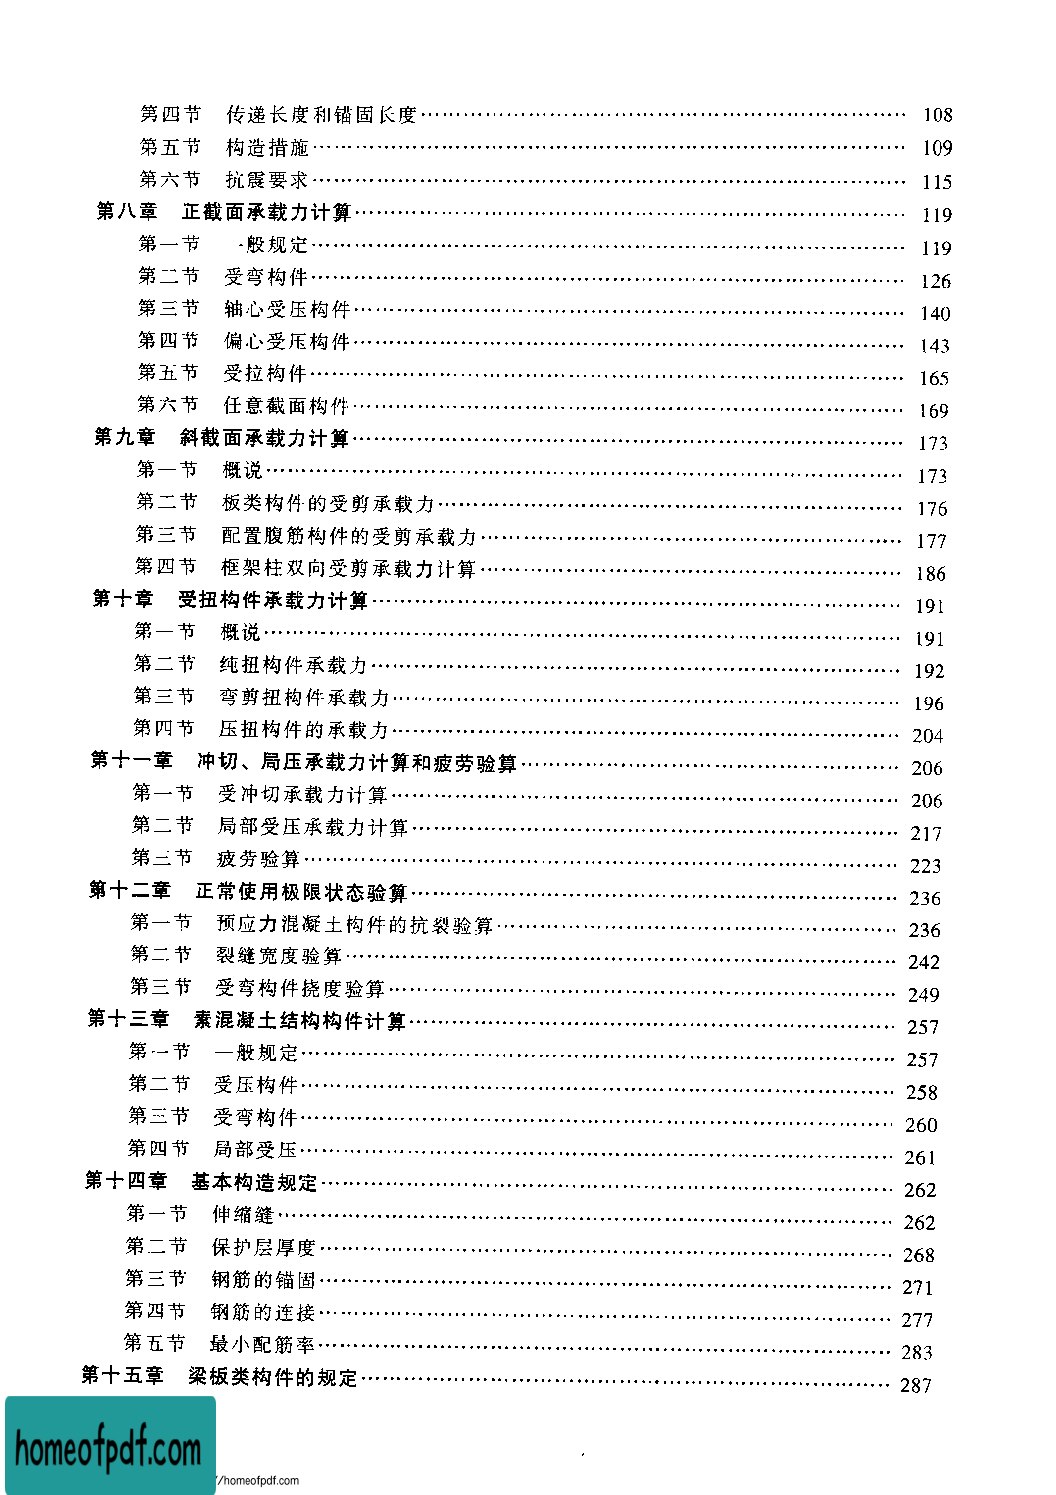 第四节 传递长度和锚固长度 …… 108
第五节 构造措施 …… 109
第六节 抗震要求 …… 115
第八章 正截面承载力计算 …… 119
第一节 一般规定 …… 119
第二节 受弯构件 …… 126
第三节 轴心受压构件 …… 140
第四节 偏心受压构件 …… 143
第五节 受拉构件 …… 165
第六节 任意截面构件 …… 169
第九章 斜截面承载力计算 …… 173
第一节 概说 …… 173
第二节 板类构件的受剪承载力 …… 176
第三节 配置腹筋构件的受剪承载力 …… 177
第四节 框架柱双向受剪承载力计算 …… 186
第十章 受扭构件承载力计算 …… 191
第一节 概说 …… 191
第二节 纯扭构件承载力 …… 192
第三节 弯剪扭构件承载力 …… 196
第四节 压扭构件的承载力 …… 204
第十一章 冲切、局压承载力计算和疲劳验算 …… 206
第一节 受冲切承载力计算 …… 206
第二节 局部受压承载力计算 …… 217
第三节 疲劳验算 …… 223
第十二章 正常使用极限状态验算 …… 236
第一节 预应力混凝土构件的抗裂验算 …… 236
第二节 裂缝宽度验算 …… 242
第三节 受弯构件挠度验算 …… 249
第十三章 素混凝土结构构件计算 …… 257
第一节 一般规定 …… 257
第二节 受压构件 …… 258
第三节 受弯构件 …… 260
第四节 局部受压 …… 261
第十四章 基本构造规定 …… 262
第一节 伸缩缝 …… 262
第二节 保护层厚度 …… 268
第三节 钢筋的锚固 …… 271
第四节 钢筋的连接 …… 277
第五节 最小配筋率 …… 283
第十五章 梁板类构件的规定 …… 287
homeofpdf.com
//homeofpdf.com